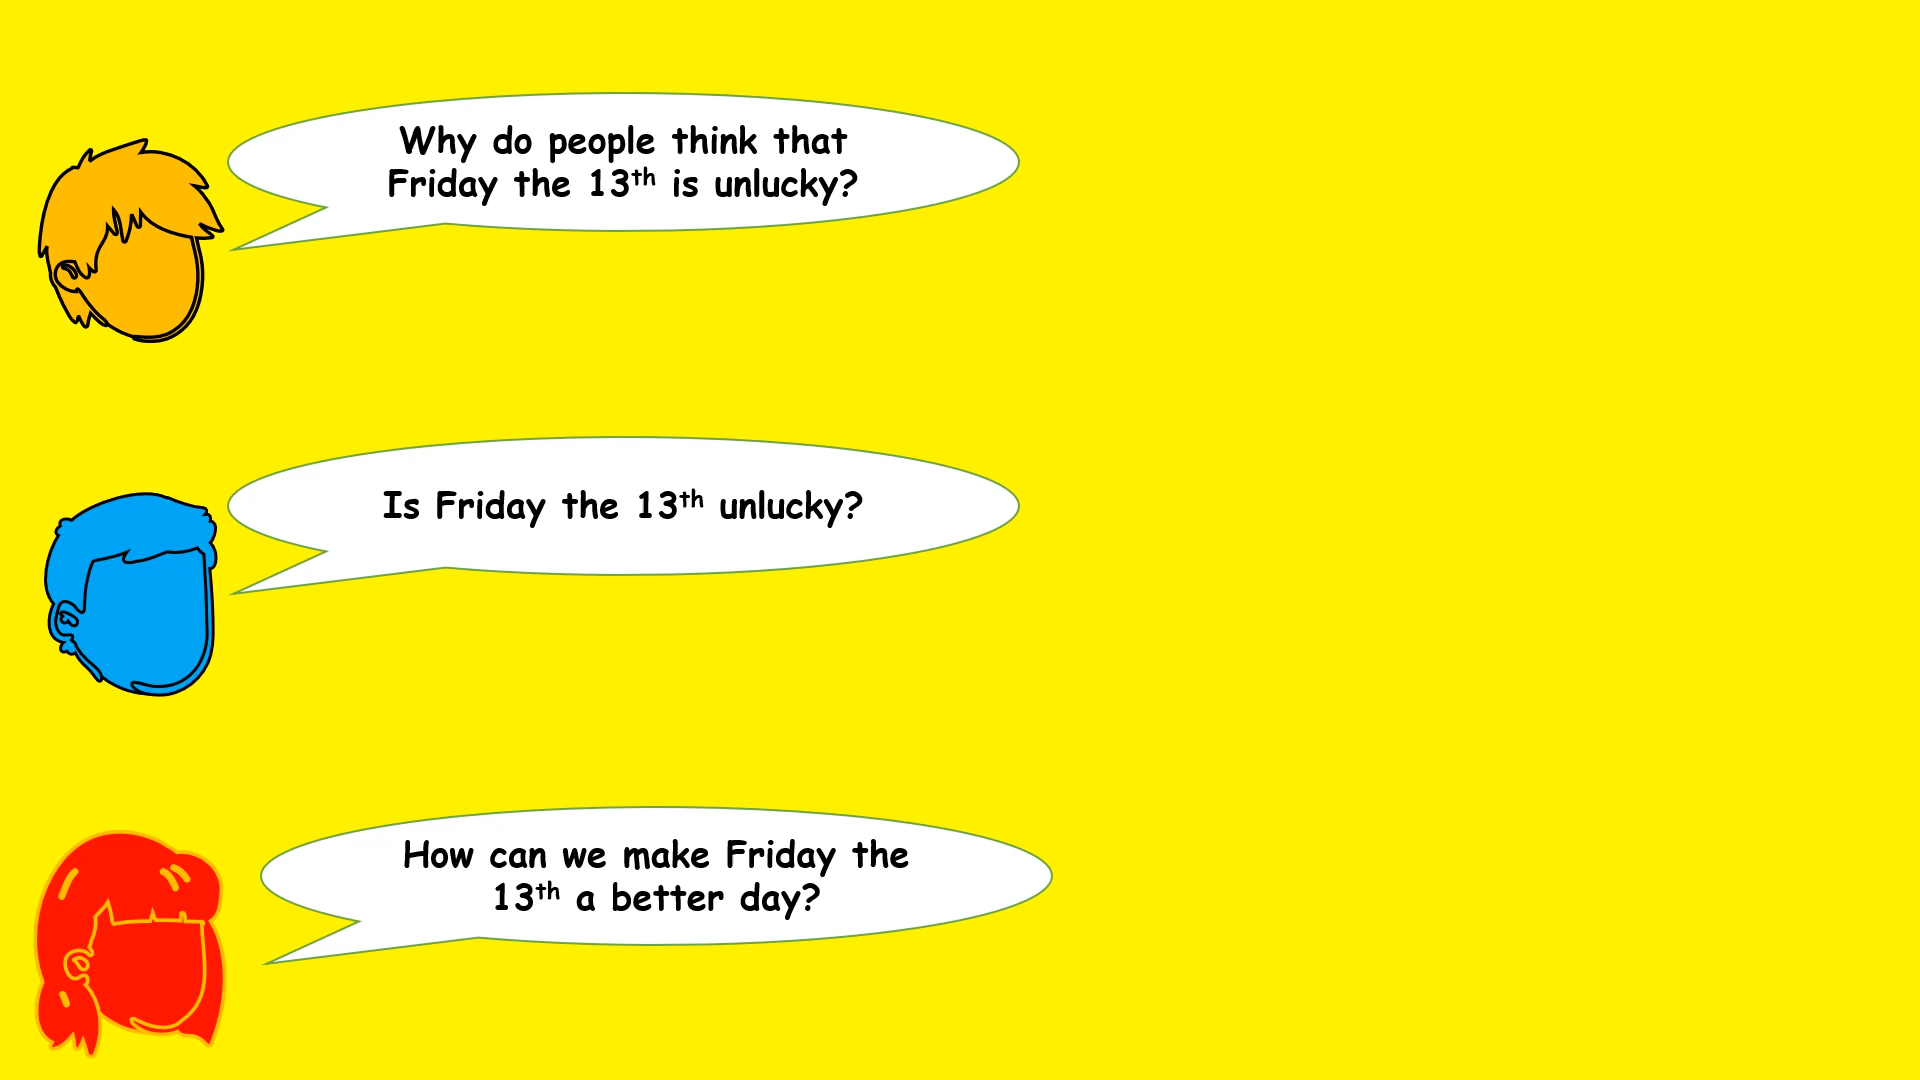 Why do people think that
Friday the 13th is unlucky?
Is Friday the 13th unlucky?
How can we make Friday the
13th a better day?